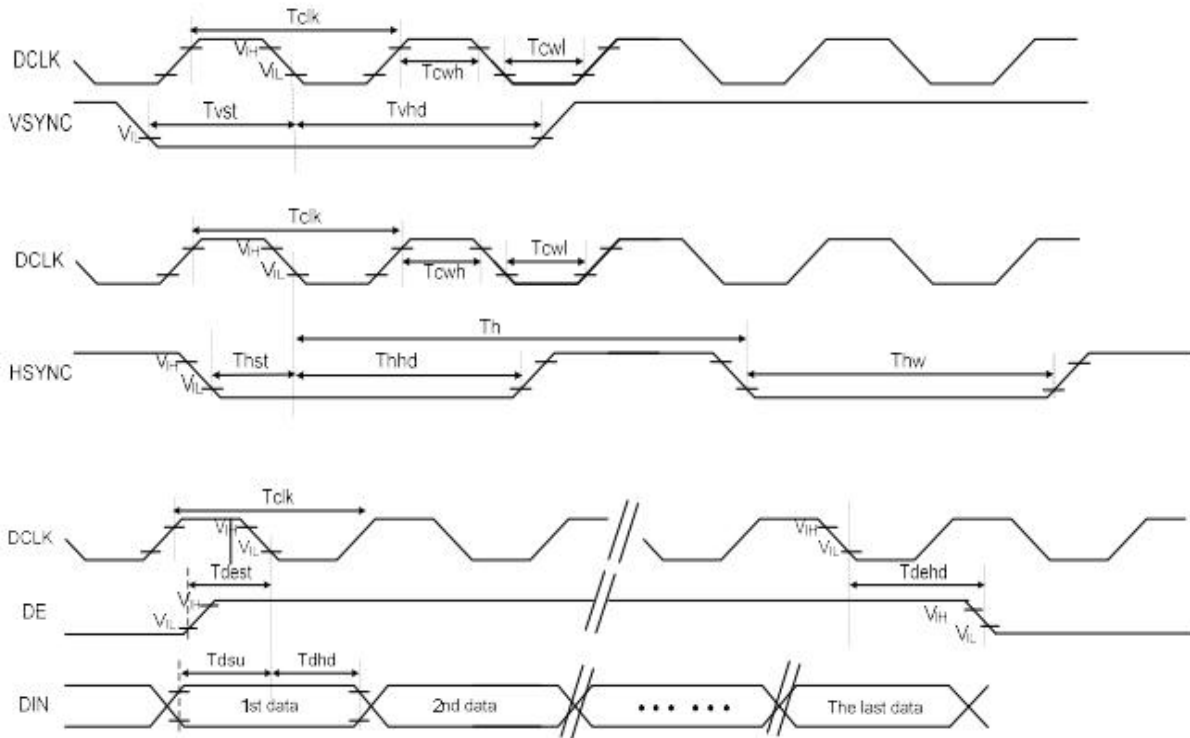 Tclk
DCLK VIH VIL Tcwh Tcwl
VSYNC VIL Tvst Tvhd
Tclk
DCLK VIH VIL Tcwh Tcwl
Th
HSYNC VIH VIL Thst Thhd Thw
Tclk
DCLK VIH VIL VIH VIL
Tdest Tdehd
DE VIH VIL VIH VIL
Tdsu Tdhd
DIN 1st data 2nd data • • • • • • The last data